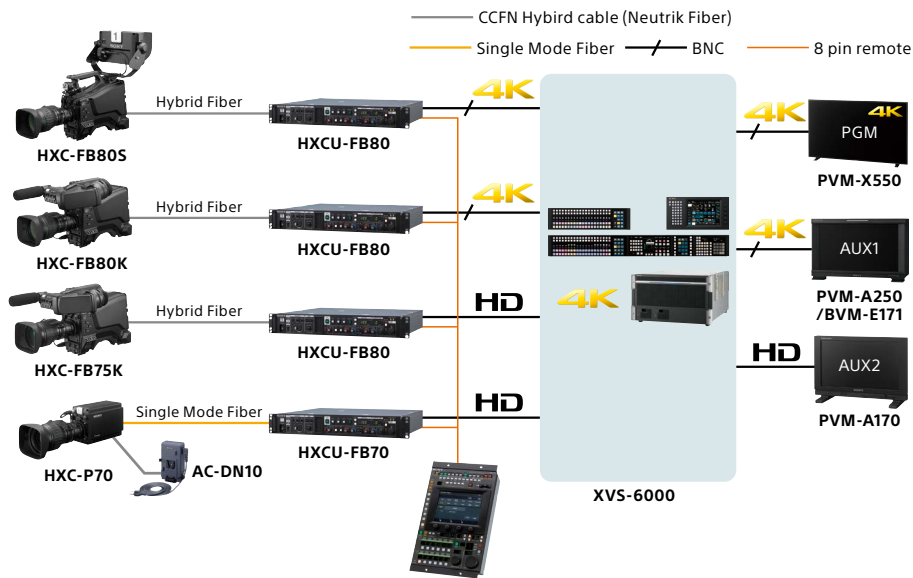 CCFN Hybird cable (Neutrik Fiber)
Single Mode Fiber
BNC
8 pin remote
1
SONY
Hybrid Fiber
4K
4K
4K
PGM
HXC-FB80S
HXCU-FB80
PVM-X550
Hybrid Fiber
4K
4K
AUX1
HXC-FB80K
HXCU-FB80
PVM-A250
/BVM-E171
Hybrid Fiber
HD
4K
HD
AUX2
HXC-FB75K
HXCU-FB80
PVM-A170
Single Mode Fiber
HD
HXC-P70
AC-DN10
HXCU-FB70
XVS-6000